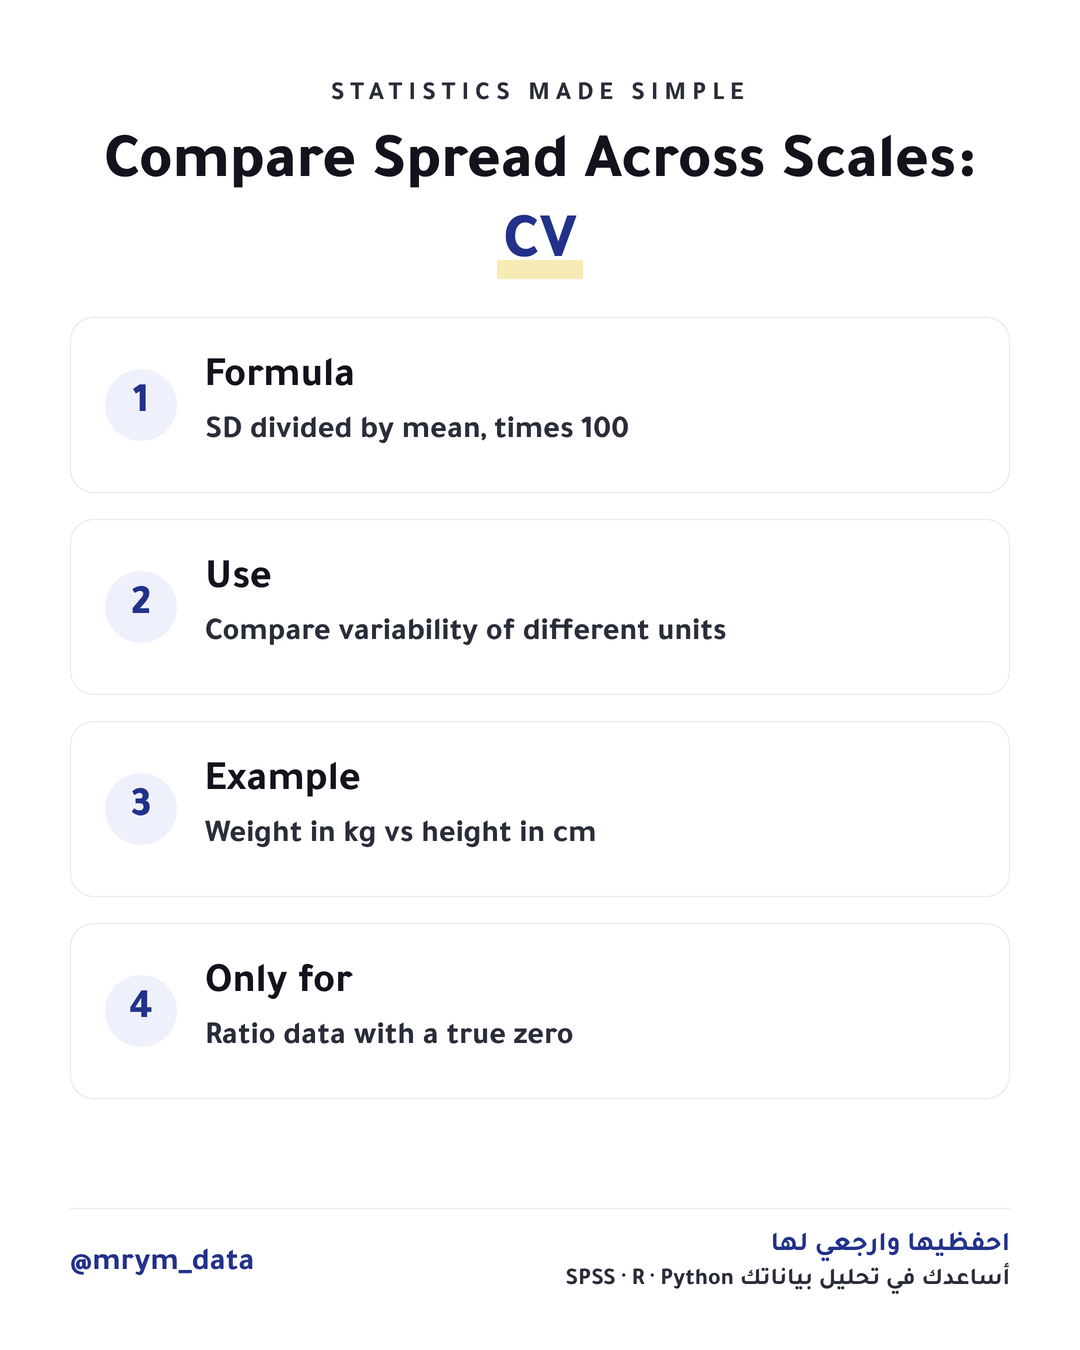 STATISTICS MADE SIMPLE
Compare Spread Across Scales:
CV
1
Formula
SD divided by mean, times 100
2
Use
Compare variability of different units
3
Example
Weight in kg vs height in cm
4
Only for
Ratio data with a true zero
@mrym_data
احفظيها وارجعي لها
أساعدك في تحليل بياناتك SPSS · R · Python